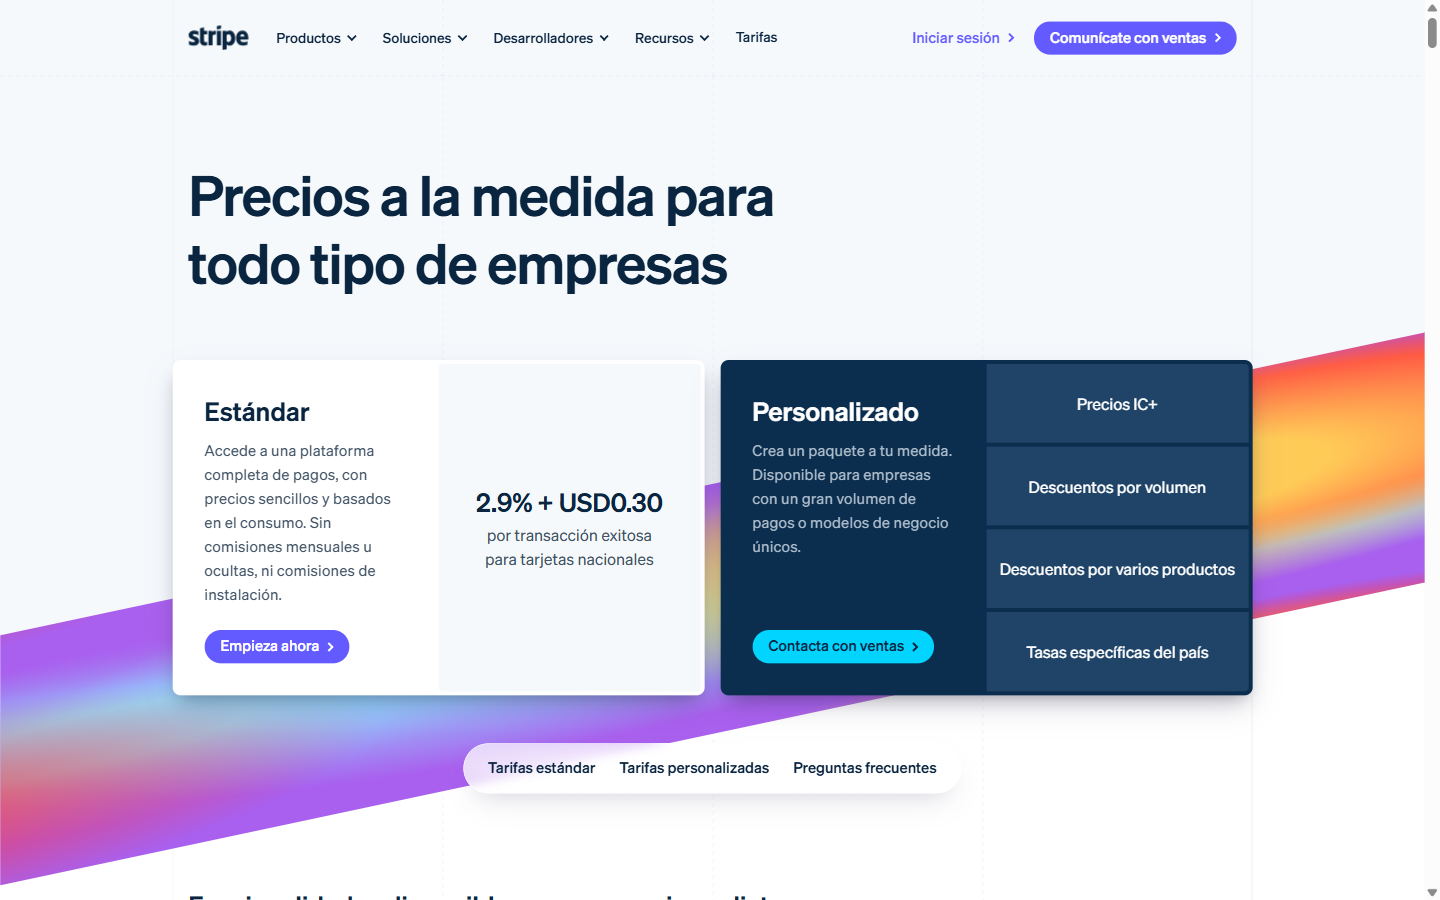 stripe
Productos
Soluciones
Desarrolladores
Recursos
Tarifas
Iniciar sesión
Comunícate con ventas
Precios a la medida para
todo tipo de empresas
Estándar
Accede a una plataforma
completa de pagos, con
precios sencillos y basados
en el consumo. Sin
comisiones mensuales u
ocultas, ni comisiones de
instalación.
Empieza ahora
2.9% + USD0.30
por transacción exitosa
para tarjetas nacionales
Personalizado
Crea un paquete a tu medida.
Disponible para empresas
con un gran volumen de
pagos o modelos de negocio
únicos.
Contacta con ventas
Precios IC+
Descuentos por volumen
Descuentos por varios productos
Tasas específicas del país
Tarifas estándar
Tarifas personalizadas
Preguntas frecuentes